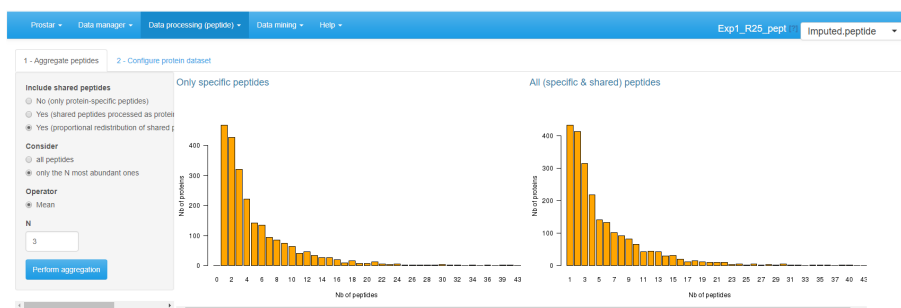 Prostar Data manager Data processing (peptide) Data mining Help Exp1_R25_pept Imputed.peptide
1 - Aggregate peptides 2 - Configure protein dataset
Include shared peptides
No (only protein-specific peptides)
Yes (shared peptides processed as protei
Yes (proportional redistribution of shared p
Consider
all peptides
only the N most abundant ones
Operator
Mean
N
3
Perform aggregation
Only specific peptides
Nb of proteins
400
300
200
100
0
0 2 4 6 8 10 12 14 16 18 20 22 24 26 28 30 32 34 36 39 43
Nb of peptides
All (specific & shared) peptides
Nb of proteins
400
300
200
100
0
1 3 5 7 9 11 13 15 17 19 21 23 25 27 29 31 33 35 37 40 43
Nb of peptides